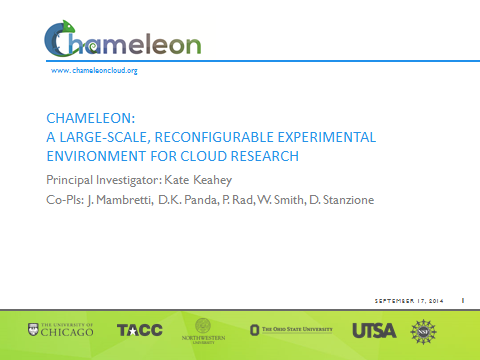 Chameleon
www. chameleoncloud.org
CHAMELEON:
A LARGE-SCALE, RECONFIGURABLE EXPERIMENTAL
ENVIRONMENT FOR CLOUD RESEARCH
Principal Investigator: Kate Keahey
Co-PIs: J. Mambretti, D.K. Panda, P. Rad, W. Smith, D. Stanzione
SEPTEMBER 17, 2014
1
THE UNIVERSITY OF
CHICAGO
TACC
NORTHWESTERN
UNIVERSITY
THE OHIO STATE UNIVERSITY
UTSA
NSF